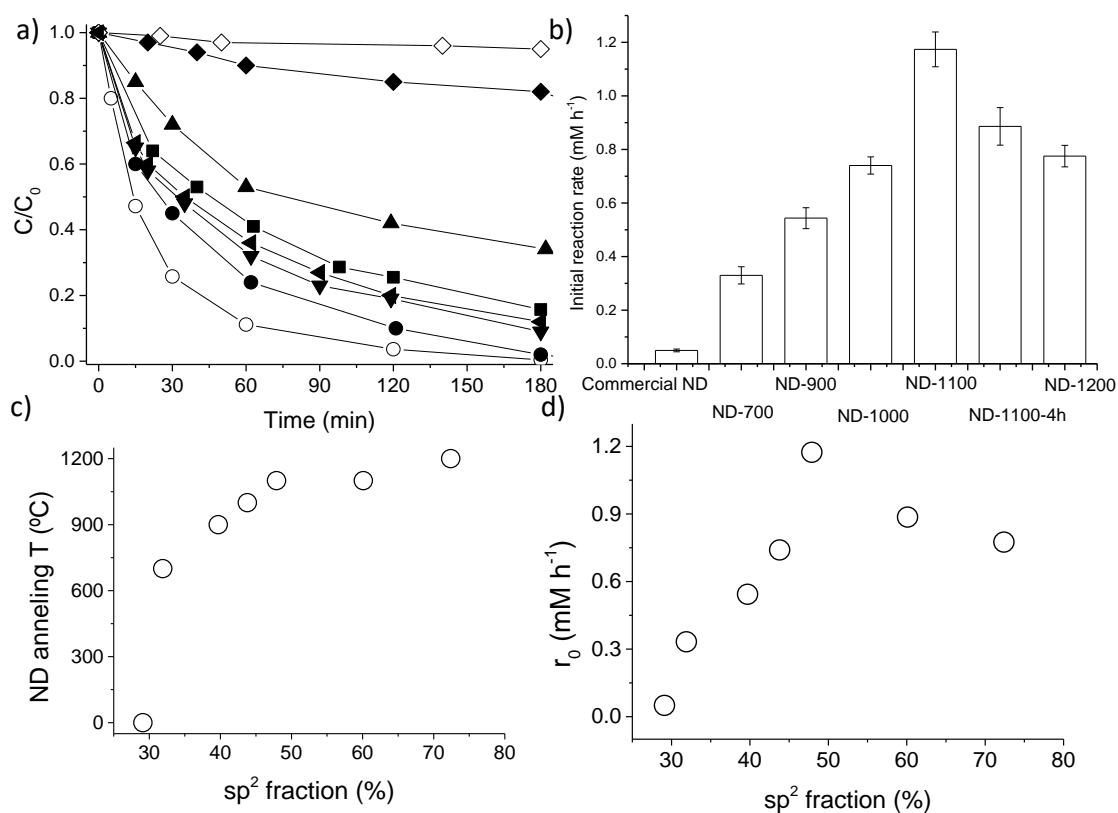 a)
1.0
0.8
0.6
0.4
0.2
0.0
C/C0
0 30 60 90 120 150 180
Time (min)
b)
1.2
1.0
0.8
0.6
0.4
0.2
0.0
Initial reaction rate (mM h-1)
Commercial ND ND-900 ND-1100 ND-1200
ND-700 ND-1000 ND-1100-4h
c)
1200
900
600
300
0
ND anneling T (ºC)
30 40 50 60 70 80
sp2 fraction (%)
d)
1.2
0.9
0.6
0.3
0.0
r0 (mM h-1)
30 40 50 60 70 80
sp2 fraction (%)